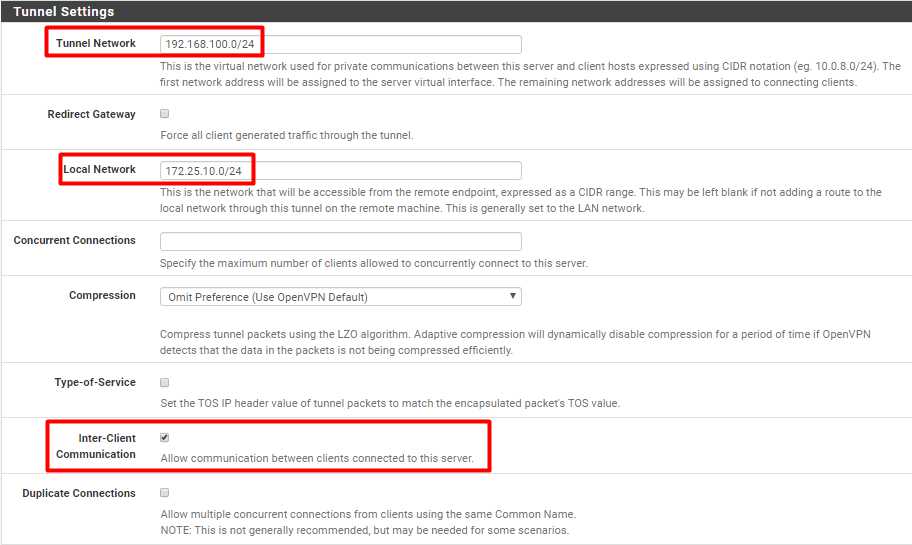 Tunnel Settings
Tunnel Network
192.168.100.0/24
This is the virtual network used for private communications between this server and client hosts expressed using CIDR notation (eg. 10.0.8.0/24). The
first network address will be assigned to the server virtual interface. The remaining network addresses will be assigned to connecting clients.
Redirect Gateway
Force all client generated traffic through the tunnel.
Local Network
172.25.10.0/24
This is the network that will be accessible from the remote endpoint, expressed as a CIDR range. This may be left blank if not adding a route to the
local network through this tunnel on the remote machine. This is generally set to the LAN network.
Concurrent Connections
Specify the maximum number of clients allowed to concurrently connect to this server.
Compression
Omit Preference (Use OpenVPN Default)
Compress tunnel packets using the LZO algorithm. Adaptive compression will dynamically disable compression for a period of time if OpenVPN
detects that the data in the packets is not being compressed efficiently.
Type-of-Service
Set the TOS IP header value of tunnel packets to match the encapsulated packet's TOS value.
Inter-Client
Communication
Allow communication between clients connected to this server.
Duplicate Connections
Allow multiple concurrent connections from clients using the same Common Name.
NOTE: This is not generally recommended, but may be needed for some scenarios.